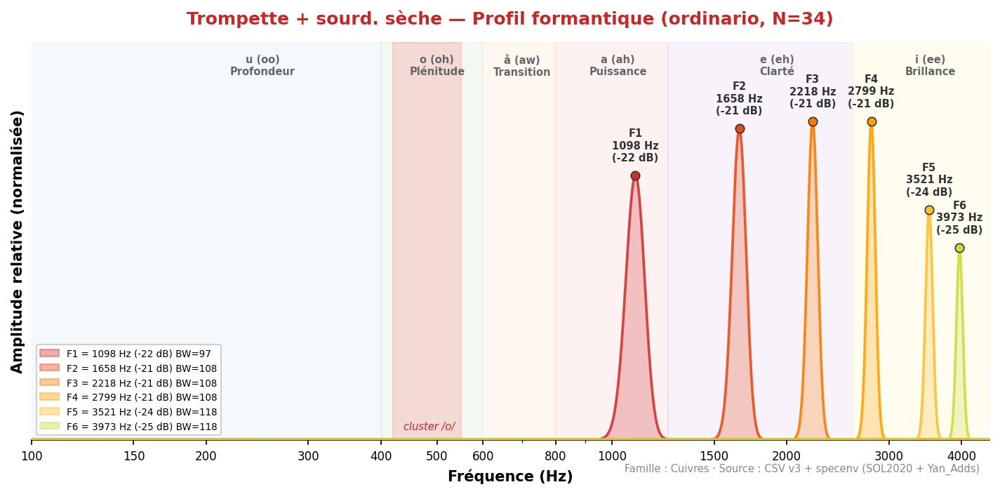 Trompette + sourd. sèche — Profil formantique (ordinario, N=34)
u (oo)
Profondeur
o (oh)
Plénitude
å (aw)
Transition
a (ah)
Puissance
e (eh)
Clarté
i (ee)
Brillance
F1
1098 Hz
(-22 dB)
F2
1658 Hz
(-21 dB)
F3
2218 Hz
(-21 dB)
F4
2799 Hz
(-21 dB)
F5
3521 Hz
(-24 dB)
F6
3973 Hz
(-25 dB)
Amplitude relative (normalisée)
F1 = 1098 Hz (-22 dB) BW=97
F2 = 1658 Hz (-21 dB) BW=108
F3 = 2218 Hz (-21 dB) BW=108
F4 = 2799 Hz (-21 dB) BW=108
F5 = 3521 Hz (-24 dB) BW=118
F6 = 3973 Hz (-25 dB) BW=118
cluster /o/
100 150 200 300 400 500 600 800 1000 1500 2000 3000 4000
Fréquence (Hz)
Famille : Cuivres · Source : CSV v3 + specenv (SOL2020 + Yan_Adds)